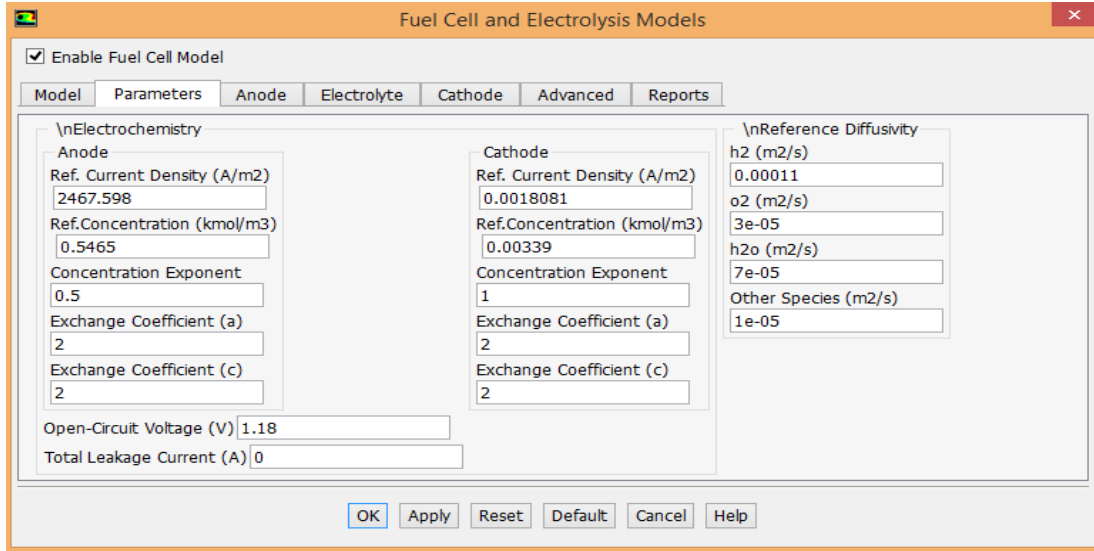 Fuel Cell and Electrolysis Models
Enable Fuel Cell Model
Model Parameters Anode Electrolyte Cathode Advanced Reports
\nElectrochemistry
Anode
Ref. Current Density (A/m2)
2467.598
Ref.Concentration (kmol/m3)
0.5465
Concentration Exponent
0.5
Exchange Coefficient (a)
2
Exchange Coefficient (c)
2
Cathode
Ref. Current Density (A/m2)
0.0018081
Ref.Concentration (kmol/m3)
0.00339
Concentration Exponent
1
Exchange Coefficient (a)
2
Exchange Coefficient (c)
2
Open-Circuit Voltage (V) 1.18
Total Leakage Current (A) 0
\nReference Diffusivity
h2 (m2/s)
0.00011
o2 (m2/s)
3e-05
h2o (m2/s)
7e-05
Other Species (m2/s)
1e-05
OK Apply Reset Default Cancel Help